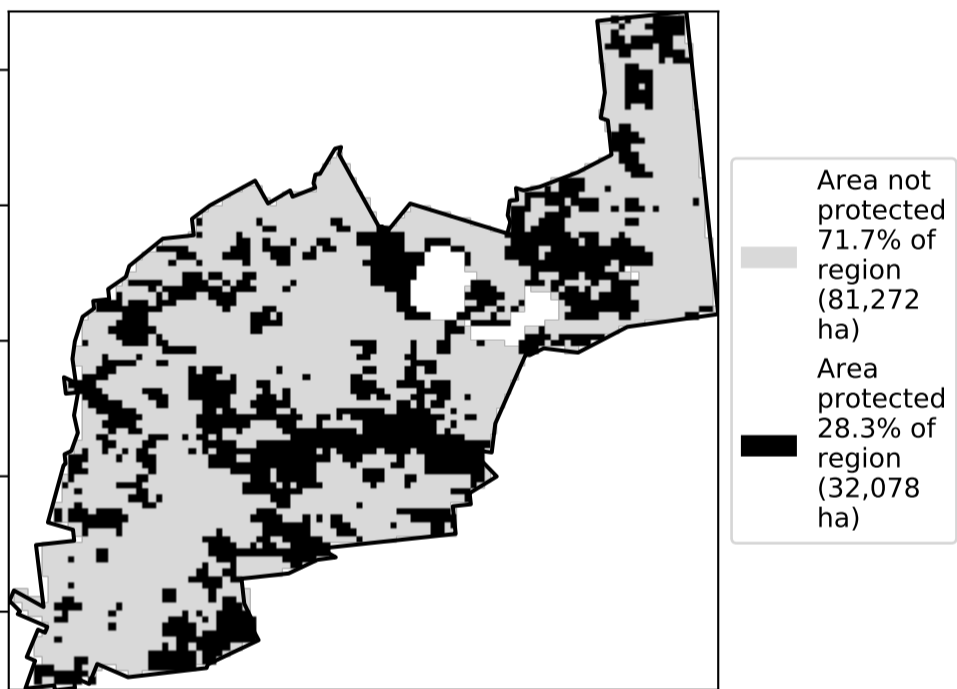 Area not
protected
71.7% of
region
(81,272
ha)
Area
protected
28.3% of
region
(32,078
ha)